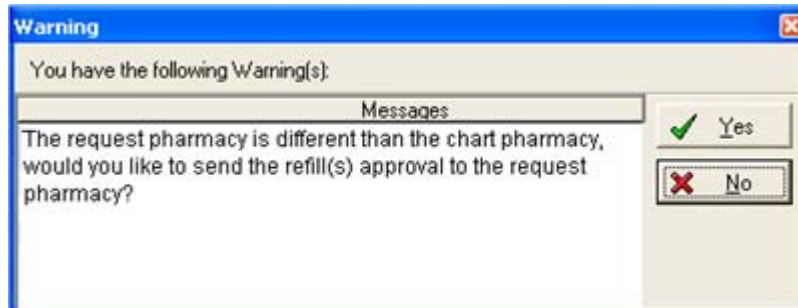 Warning
You have the following Warning(s):
Messages
The request pharmacy is different than the chart pharmacy,
would you like to send the refill(s) approval to the request
pharmacy?
Yes
No